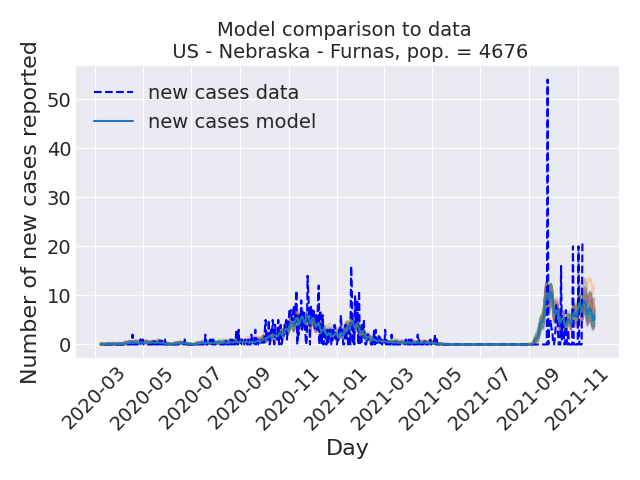 Model comparison to data
US - Nebraska - Furnas, pop. = 4676
Number of new cases reported
50
40
30
20
10
0
new cases data
new cases model
2020-03
2020-05
2020-07
2020-09
2020-11
2021-01
2021-03
2021-05
2021-07
2021-09
2021-11
Day